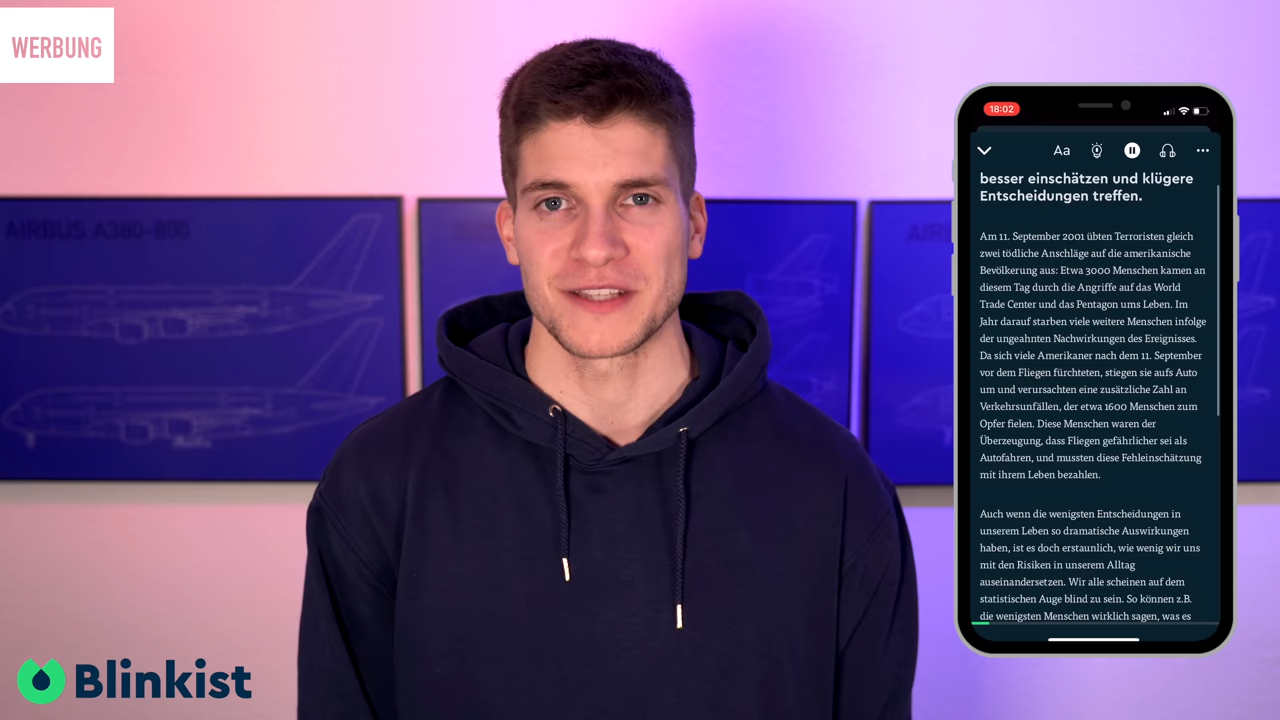 WERBUNG
AIRBUS A380-800
AIR
18:02
Aa
besser einschätzen und klügere
Entscheidungen treffen.
Am 11. September 2001 übten Terroristen gleich
zwei tödliche Anschläge auf die amerikanische
Bevölkerung aus: Etwa 3000 Menschen kamen an
diesem Tag durch die Angriffe auf das World
Trade Center und das Pentagon ums Leben. Im
Jahr darauf starben viele weitere Menschen infolge
der ungeahnten Nachwirkungen des Ereignisses.
Da sich viele Amerikaner nach dem 11. September
vor dem Fliegen fürchteten, stiegen sie aufs Auto
um und verursachten eine zusätzliche Zahl an
Verkehrsunfällen, der etwa 1600 Menschen zum
Opfer fielen. Diese Menschen waren der
Überzeugung, dass Fliegen gefährlicher sei als
Autofahren, und mussten diese Fehleinschätzung
mit ihrem Leben bezahlen.
Auch wenn die wenigsten Entscheidungen in
unserem Leben so dramatische Auswirkungen
haben, ist es doch erstaunlich, wie wenig wir uns
mit den Risiken in unserem Alltag
auseinandersetzen. Wir alle scheinen auf dem
statistischen Auge blind zu sein. So können z.B.
die wenigsten Menschen wirklich sagen, was es
Blinkist